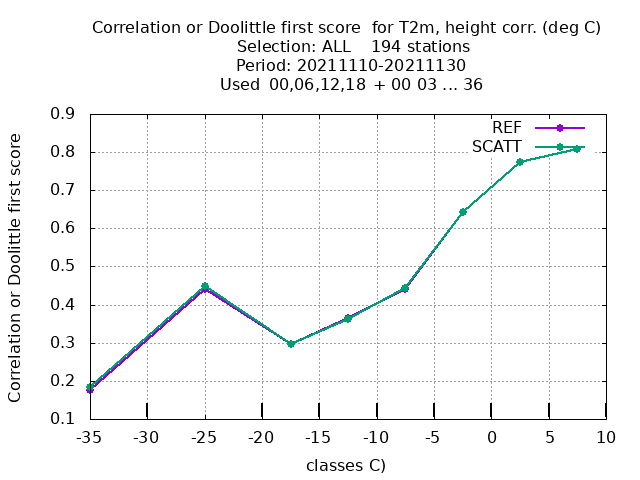 Correlation or Doolittle first score  for T2m, height corr. (deg C)
Selection: ALL    194 stations
Period: 20211110-20211130
Used  00,06,12,18  + 00 03 ... 36
REF
SCATT
Correlation or Doolittle first score
0.9
0.8
0.7
0.6
0.5
0.4
0.3
0.2
0.1
-35 -30 -25 -20 -15 -10 -5 0 5 10
classes C)